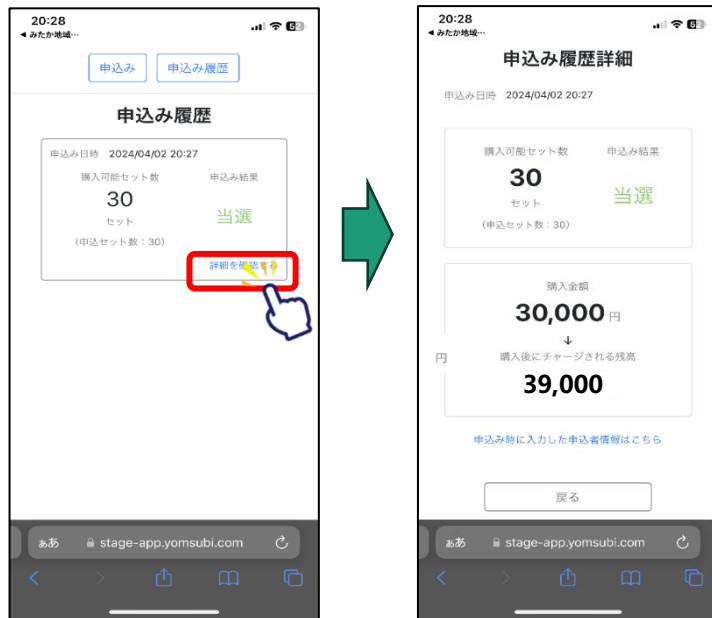 20:28
◀ みたか地域…
62
申込み
申込み履歴
申込み履歴
申込み日時 2024/04/02 20:27
購入可能セット数
申込み結果
30
セット
当選
(申込セット数：30)
詳細を確認する
ぁあ
stage-app.yomsubi.com
20:28
◀ みたか地域…
申込み履歴詳細
申込み日時 2024/04/02 20:27
購入可能セット数
申込み結果
30
セット
当選
(申込セット数：30)
購入金額
30,000 円
↓
円
購入後にチャージされる残高
39,000
申込み時に入力した申込者情報はこちら
戻る
ぁあ
stage-app.yomsubi.com